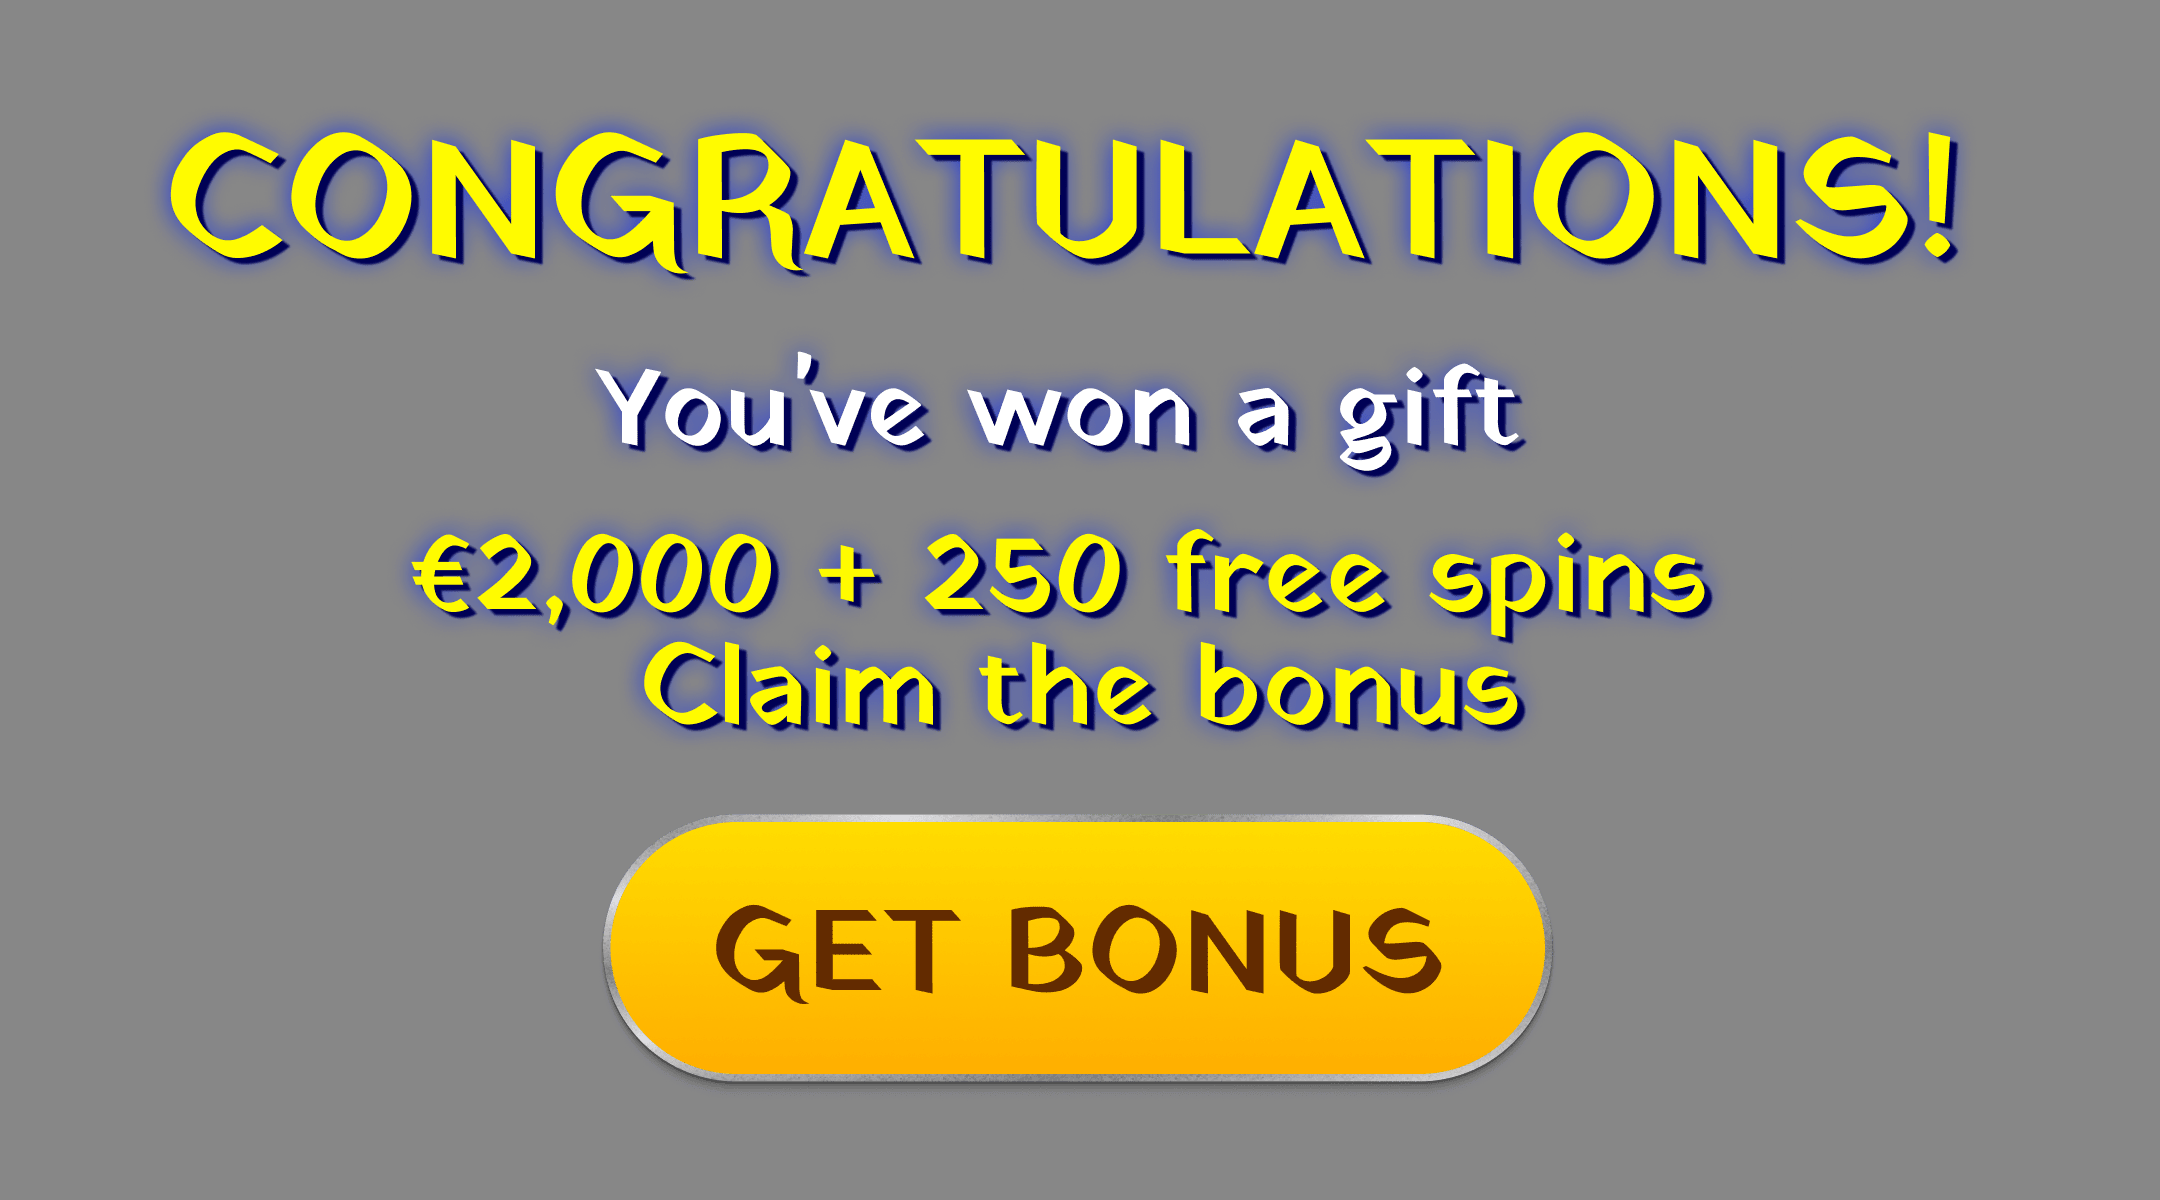 CONGRATULATIONS!
You've won a gift
€2,000 + 250 free spins
Claim the bonus
GET BONUS